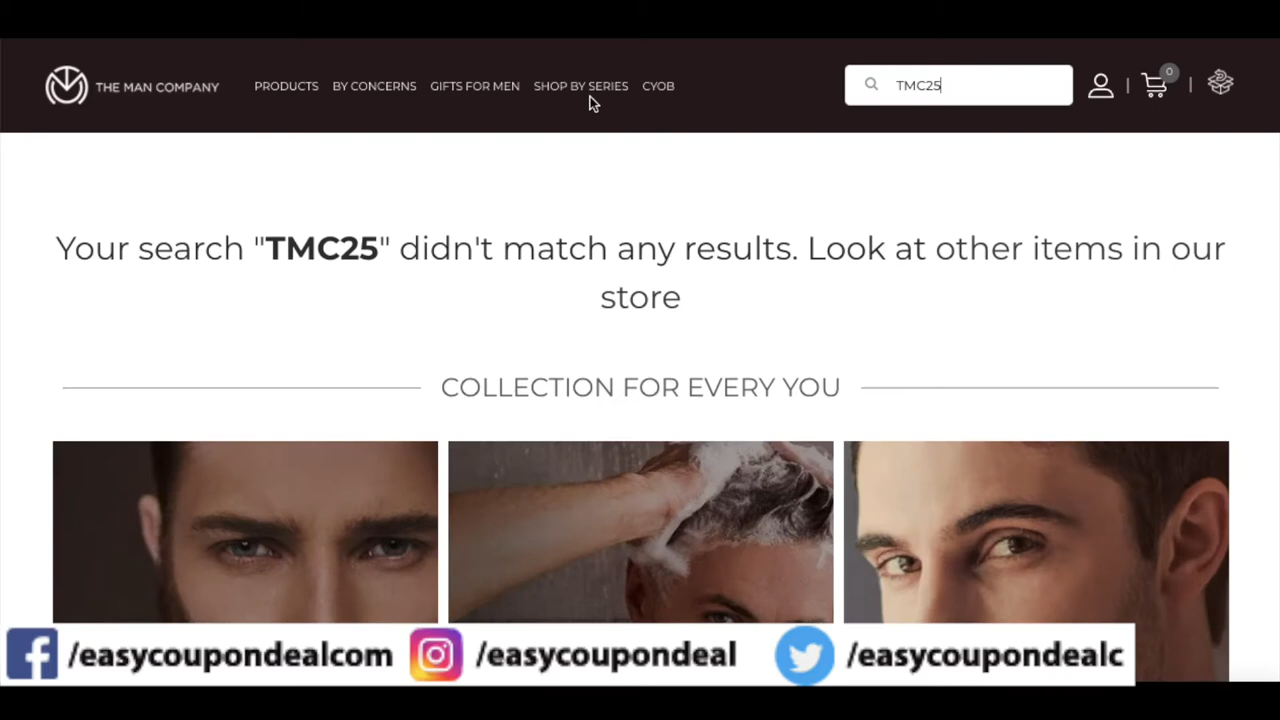 THE MAN COMPANY
PRODUCTS BY CONCERNS GIFTS FOR MEN SHOP BY SERIES CYOB
TMC25
0
Your search "TMC25" didn't match any results. Look at other items in our
store
COLLECTION FOR EVERY YOU
/easycoupondealcom /easycoupondeal /easycoupondealc